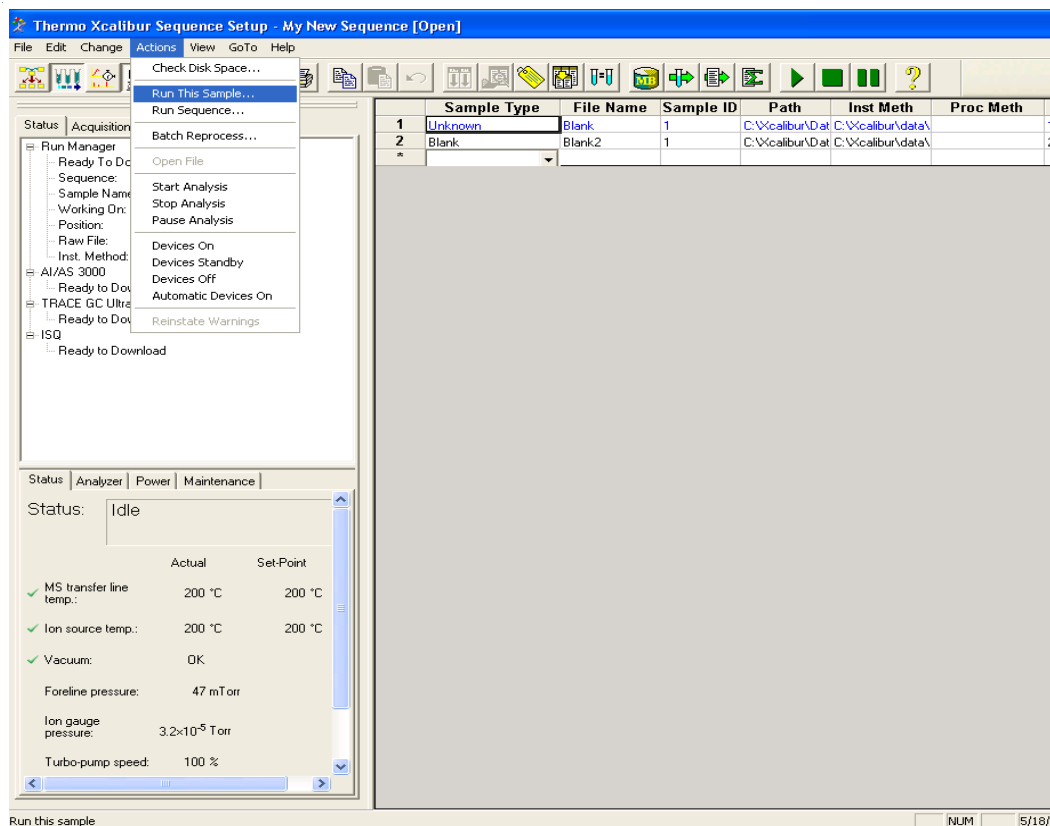 Thermo Xcalibur Sequence Setup - My New Sequence [Open]
File Edit Change Actions View GoTo Help
Check Disk Space...
Run This Sample...
Run Sequence...
Batch Reprocess...
Open File
Start Analysis
Stop Analysis
Pause Analysis
Devices On
Devices Standby
Devices Off
Automatic Devices On
Reinstate Warnings
Status Acquisition
Run Manager
Ready To Do
Sequence:
Sample Name
Working On:
Position:
Raw File:
Inst. Method:
AI/AS 3000
Ready to Dow
TRACE GC Ultra
Ready to Dow
ISQ
Ready to Download
Sample Type File Name Sample ID Path Inst Meth Proc Meth
1 Unknown Blank 1 C:\Xcalibur\Dat C:\Xcalibur\data\
2 Blank Blank2 1 C:\Xcalibur\Dat C:\Xcalibur\data\
*
Status Analyzer Power Maintenance
Status: Idle
Actual Set-Point
MS transfer line temp.: 200 °C 200 °C
Ion source temp.: 200 °C 200 °C
Vacuum: OK
Foreline pressure: 47 mTorr
Ion gauge pressure: 3.2×10⁻⁵ Torr
Turbo-pump speed: 100 %
Run this sample
NUM 5/18/